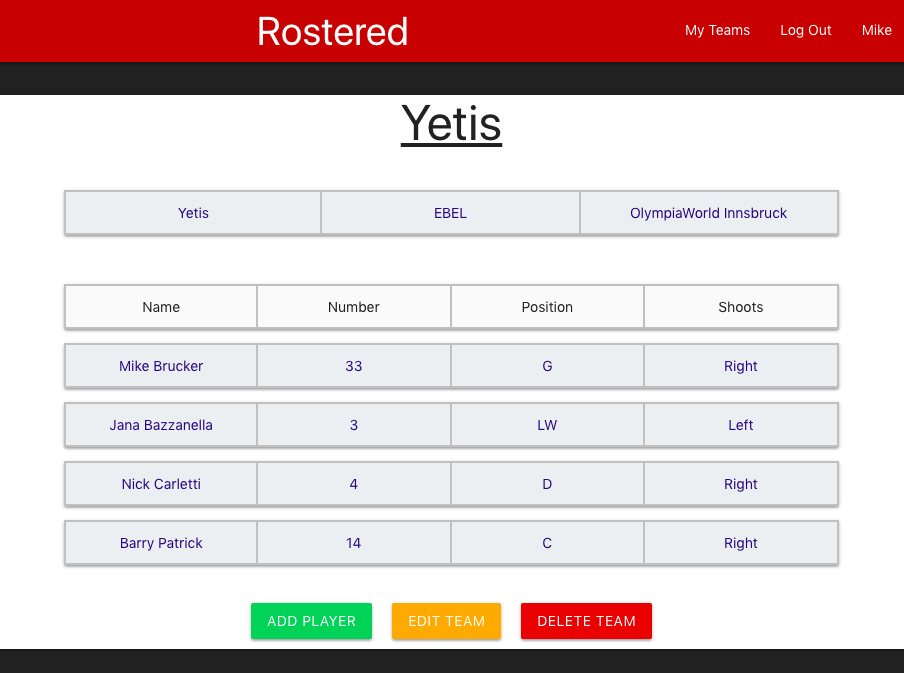 Rostered My Teams Log Out Mike
Yetis
Yetis EBEL OlympiaWorld Innsbruck
Name Number Position Shoots
Mike Brucker 33 G Right
Jana Bazzanella 3 LW Left
Nick Carletti 4 D Right
Barry Patrick 14 C Right
ADD PLAYER EDIT TEAM DELETE TEAM